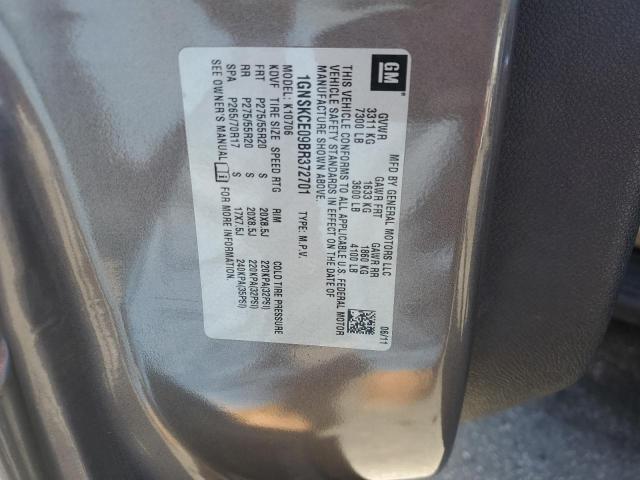 GM
MFD BY GENERAL MOTORS LLC 06/11
GVWR GAWR FRT GAWR RR
3311 KG 1633 KG 1860 KG
7300 LB 3600 LB 4100 LB
THIS VEHICLE CONFORMS TO ALL APPLICABLE U.S. FEDERAL MOTOR
VEHICLE SAFETY STANDARDS IN EFFECT ON THE DATE OF
MANUFACTURE SHOWN ABOVE.
1GNSKCE09BR372701 TYPE: M.P.V.
MODEL: K10706
KOVF TIRE SIZE SPEED RTG RIM COLD TIRE PRESSURE
FRT P275/55R20 S 20X8.5J 220KPA(32PSI)
RR P275/55R20 S 20X8.5J 220KPA(32PSI)
SPA P265/70R17 S 17X7.5J 240KPA(35PSI)
SEE OWNER'S MANUAL FOR MORE INFORMATION.